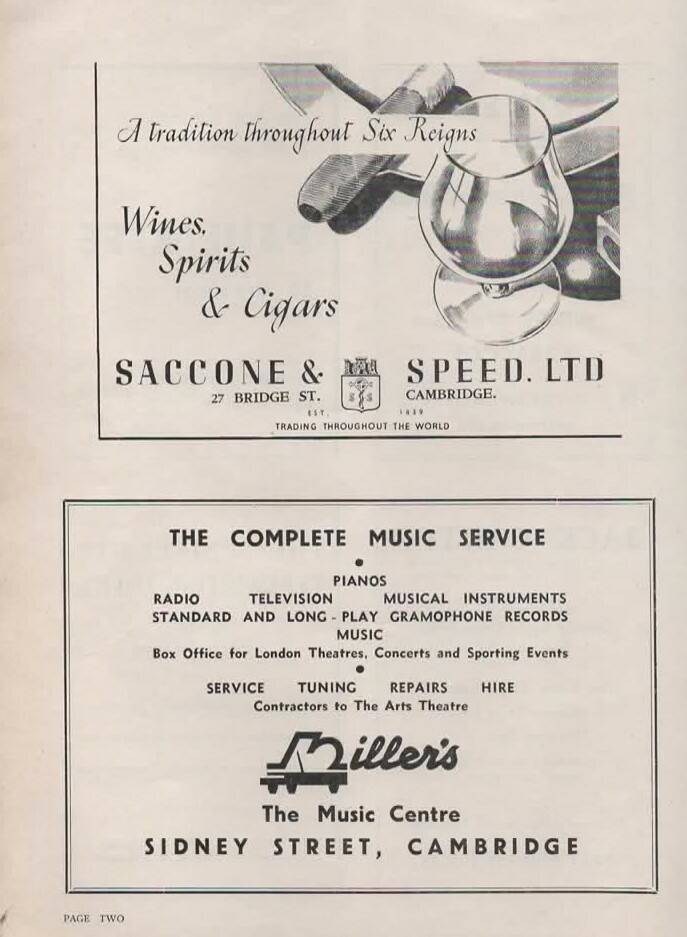 A tradition throughout Six Reigns
Wines,
Spirits
& Cigars
SACCONE & SPEED. LTD
27 BRIDGE ST. CAMBRIDGE.
EST. 1839
TRADING THROUGHOUT THE WORLD
THE COMPLETE MUSIC SERVICE
PIANOS
RADIO TELEVISION MUSICAL INSTRUMENTS
STANDARD AND LONG-PLAY GRAMOPHONE RECORDS
MUSIC
Box Office for London Theatres, Concerts and Sporting Events
SERVICE TUNING REPAIRS HIRE
Contractors to The Arts Theatre
Miller's
The Music Centre
SIDNEY STREET, CAMBRIDGE
PAGE TWO